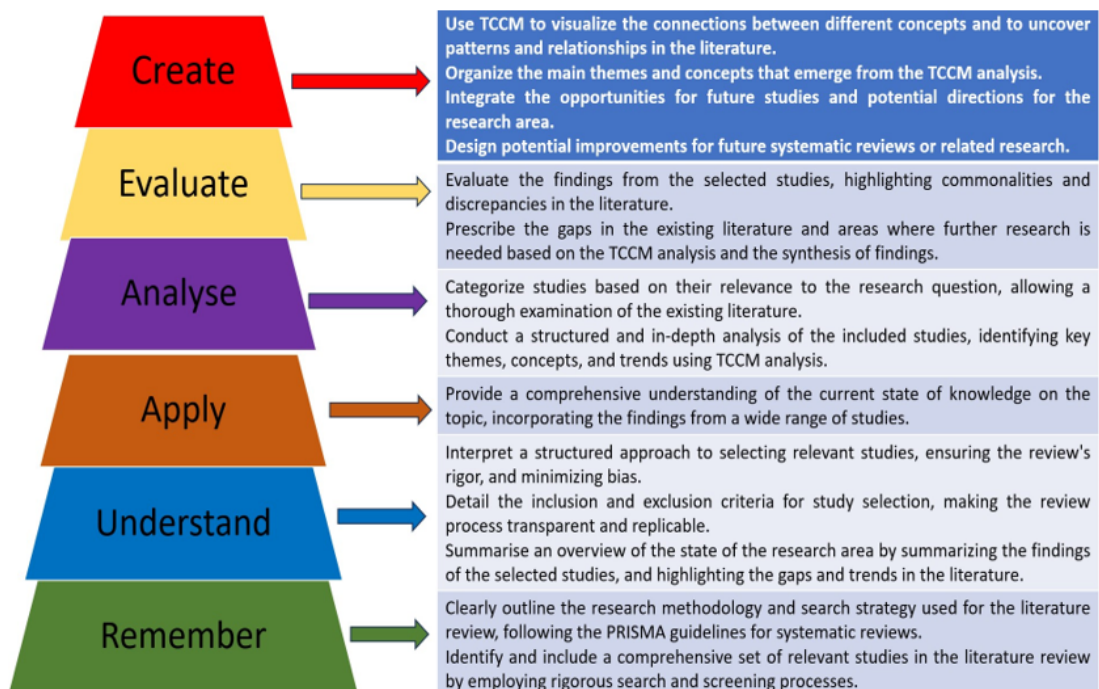 Create
Use TCCM to visualize the connections between different concepts and to uncover
patterns and relationships in the literature.
Organize the main themes and concepts that emerge from the TCCM analysis.
Integrate the opportunities for future studies and potential directions for the
research area.
Design potential improvements for future systematic reviews or related research.
Evaluate
Evaluate the findings from the selected studies, highlighting commonalities and
discrepancies in the literature.
Prescribe the gaps in the existing literature and areas where further research is
needed based on the TCCM analysis and the synthesis of findings.
Analyse
Categorize studies based on their relevance to the research question, allowing a
thorough examination of the existing literature.
Conduct a structured and in-depth analysis of the included studies, identifying key
themes, concepts, and trends using TCCM analysis.
Apply
Provide a comprehensive understanding of the current state of knowledge on the
topic, incorporating the findings from a wide range of studies.
Understand
Interpret a structured approach to selecting relevant studies, ensuring the review's
rigor, and minimizing bias.
Detail the inclusion and exclusion criteria for study selection, making the review
process transparent and replicable.
Summarise an overview of the state of the research area by summarizing the findings
of the selected studies, and highlighting the gaps and trends in the literature.
Remember
Clearly outline the research methodology and search strategy used for the literature
review, following the PRISMA guidelines for systematic reviews.
Identify and include a comprehensive set of relevant studies in the literature review
by employing rigorous search and screening processes.